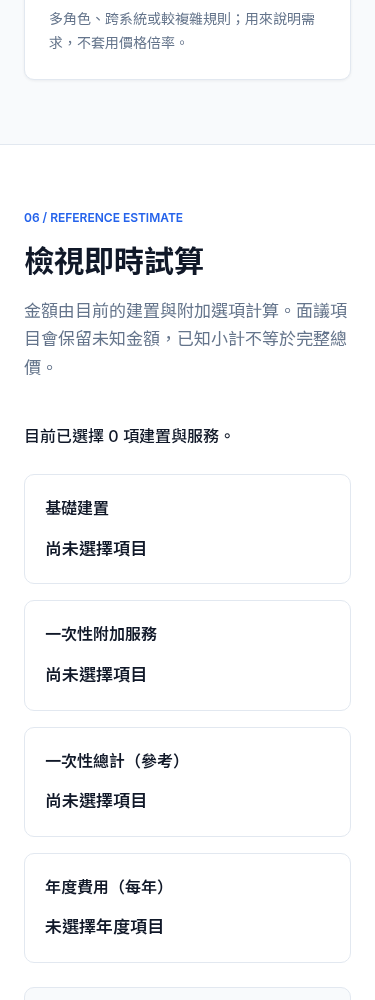 多角色、跨系統或較複雜規則；用來說明需
求，不套用價格倍率。
06 / REFERENCE ESTIMATE
檢視即時試算
金額由目前的建置與附加選項計算。面議項
目會保留未知金額，已知小計不等於完整總
價。
目前已選擇 0 項建置與服務。
基礎建置
尚未選擇項目
一次性附加服務
尚未選擇項目
一次性總計（參考）
尚未選擇項目
年度費用（每年）
未選擇年度項目